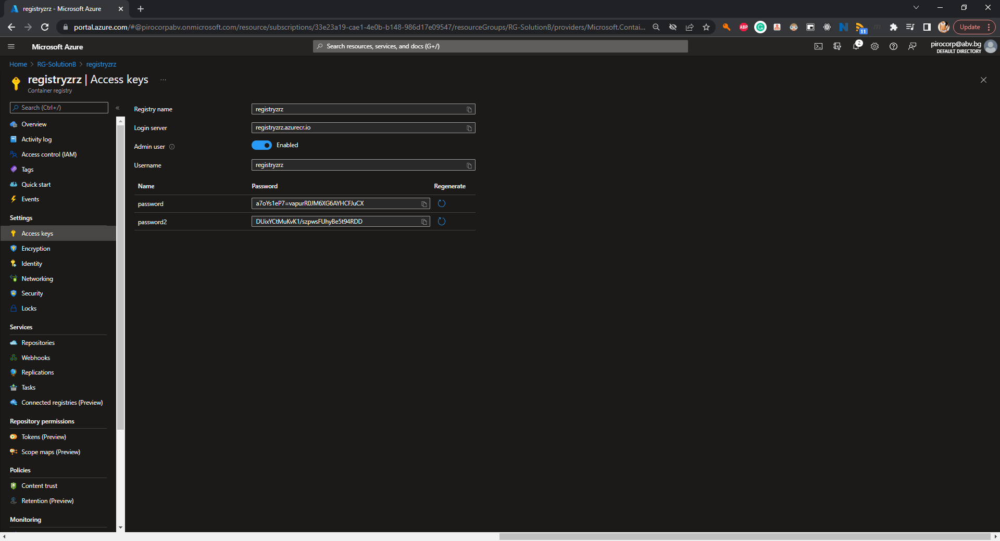 registryzrz - Microsoft Azure
portal.azure.com/#@pirocorpabv.onmicrosoft.com/resource/subscriptions/33e23a19-cae1-4e0b-b148-986d17e09547/resourceGroups/RG-SolutionB/providers/Microsoft.Contai...
ABP
11
Update
Microsoft Azure
Search resources, services, and docs (G+/)
2
pirocorp@abv.bg
DEFAULT DIRECTORY
Home > RG-SolutionB > registryzrz
registryzrz | Access keys ...
Container registry
Search (Ctrl+/)
«
Overview
Activity log
Access control (IAM)
Tags
Quick start
Events
Settings
Access keys
Encryption
Identity
Networking
Security
Locks
Services
Repositories
Webhooks
Replications
Tasks
Connected registries (Preview)
Repository permissions
Tokens (Preview)
Scope maps (Preview)
Policies
Content trust
Retention (Preview)
Monitoring
Registry name registryzrz
Login server registryzrz.azurecr.io
Admin user Enabled
Username registryzrz
Name Password Regenerate
password a7oYs1eP7=vapurR0JM6XG6AYHCFJuCX
password2 DUixYCtMuKvK1/szpwsFUhyBe5t94RDD